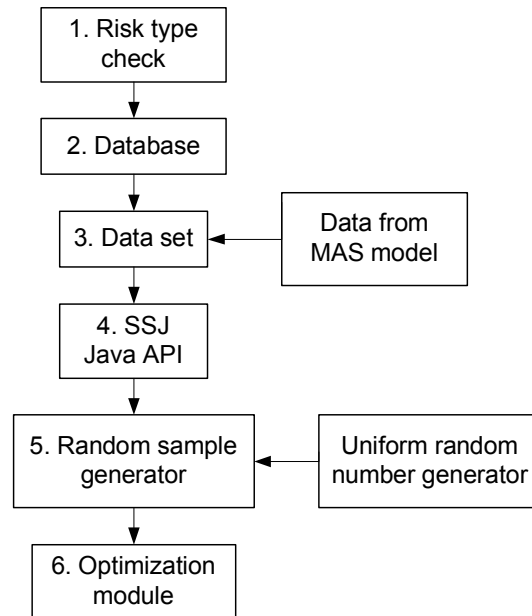 1. Risk type
check
2. Database
3. Data set
Data from
MAS model
4. SSJ
Java API
5. Random sample
generator
Uniform random
number generator
6. Optimization
module